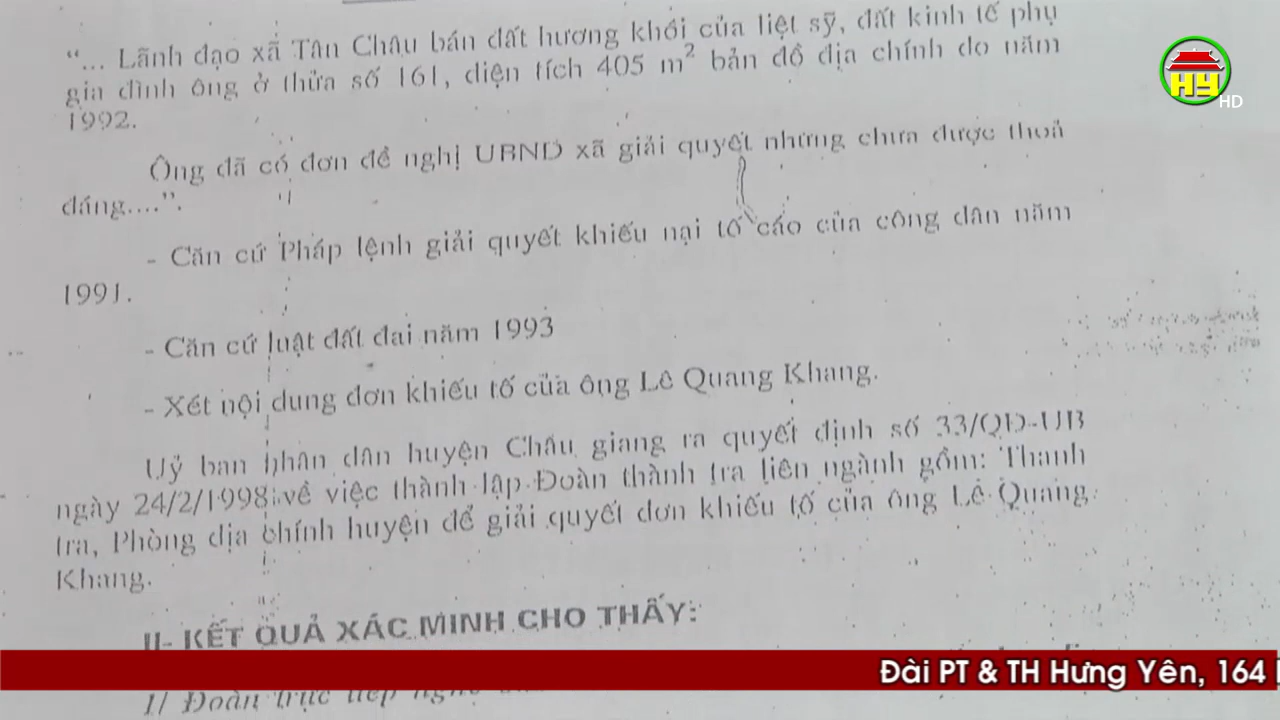 “... Lãnh đạo xã Tân Châu bán đất hương khói của liệt sỹ, đất kinh tế phụ
gia đình ông ở thửa số 161, diện tích 405 m² bản đồ địa chính do năm
1992.
Ông đã có đơn đề nghị UBND xã giải quyết nhưng chưa được thoả
đáng....”.
- Căn cứ Pháp lệnh giải quyết khiếu nại tố cáo của công dân năm
1991.
- Căn cứ luật đất đai năm 1993
- Xét nội dung đơn khiếu tố của ông Lê Quang Khang.
Uỷ ban nhân dân huyện Châu giang ra quyết định số 33/QĐ-UB
ngày 24/2/1998 về việc thành lập Đoàn thành tra liên ngành gồm: Thanh
tra, Phòng địa chính huyện để giải quyết đơn khiếu tố của ông Lê Quang
Khang.
II- KẾT QUẢ XÁC MINH CHO THẤY:
1/ Đoàn trực tiếp
HY HD
Đài PT & TH Hưng Yên, 164